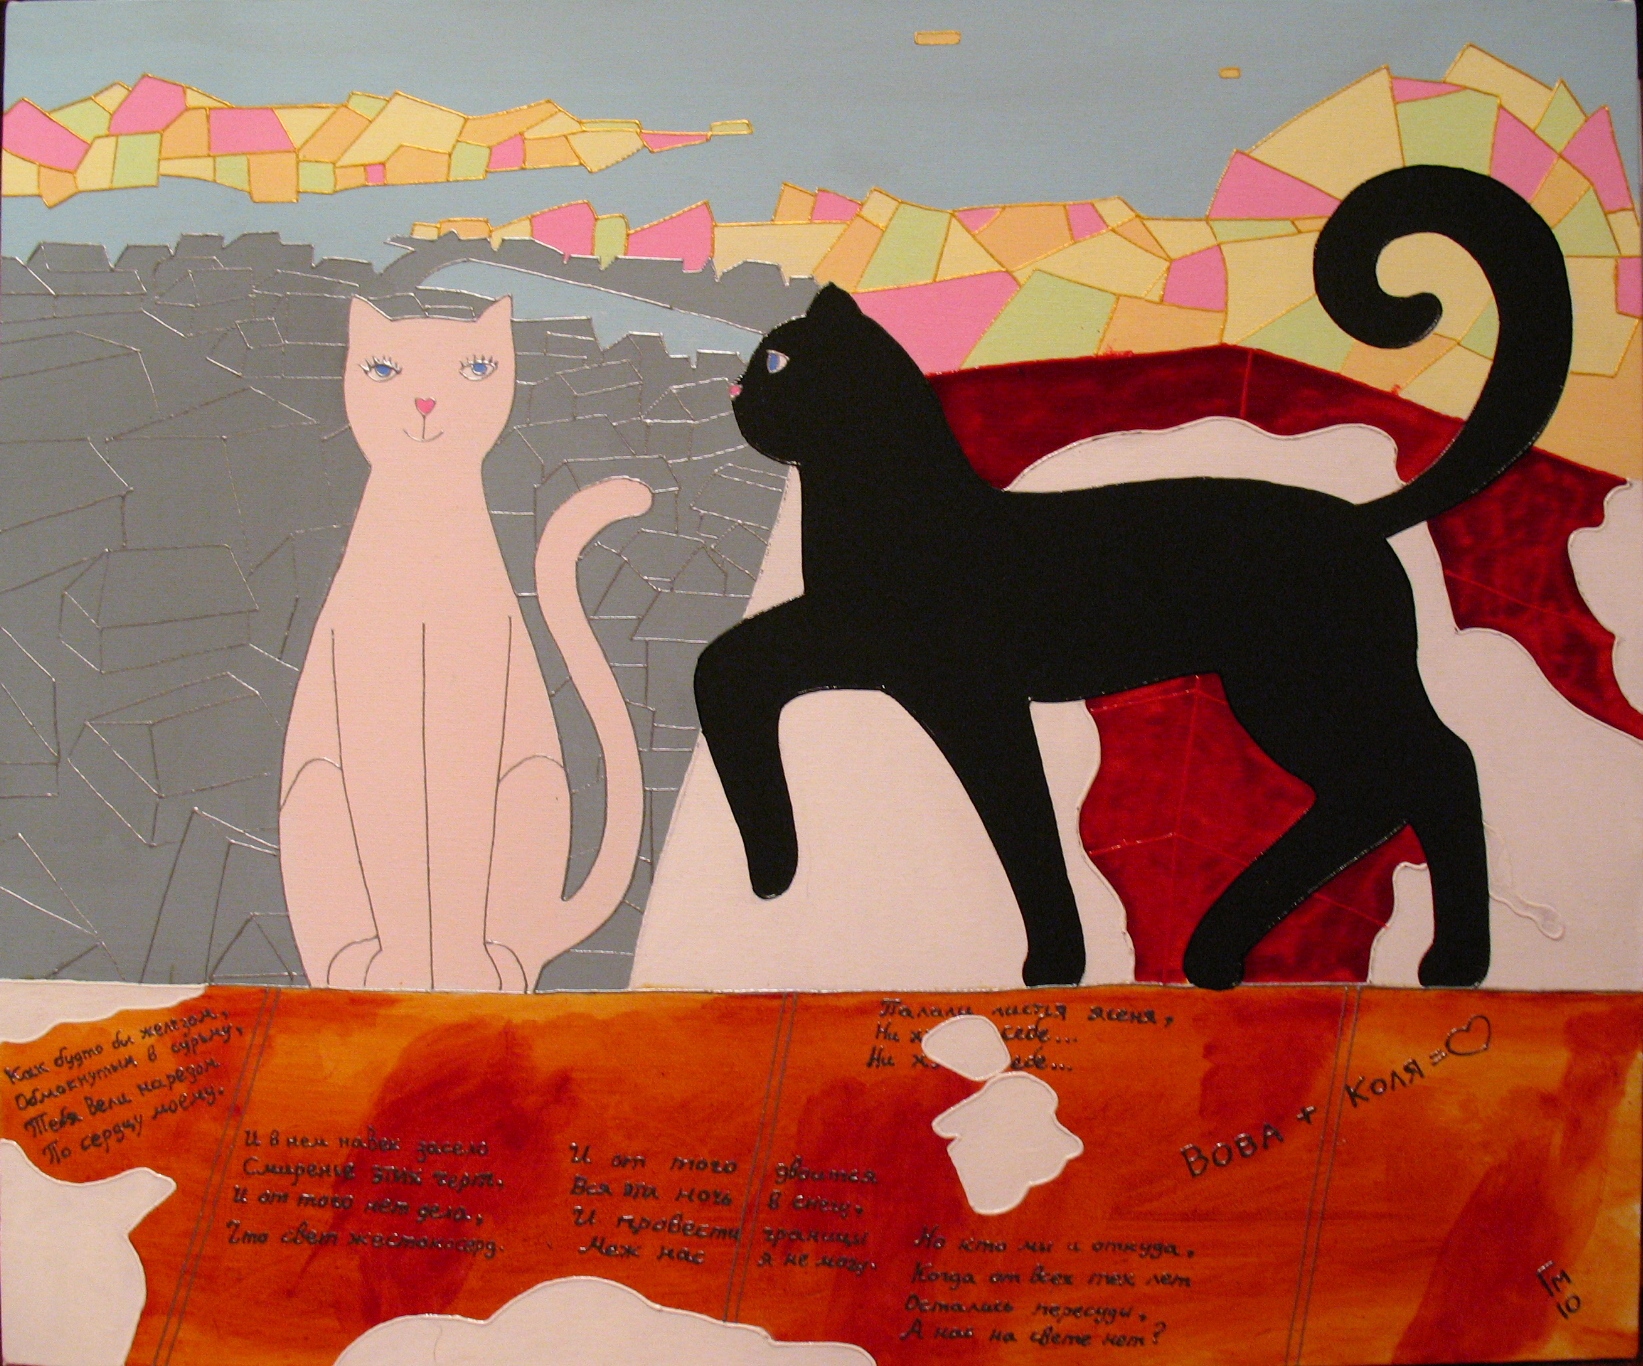 Как будто бы железом,
Обмокнутым в сурьму,
Тебя вели нарезом
По сердцу моему.
И в нем навек засело
Смиренье этих черт,
И от того нет дела,
Что свет жестокосерд.
И от того двоится
Вся эта ночь в снегу,
И провести границы
Меж нас я не могу.
Падали листья ясеня,
Ни себе...
Ни
Но кто мы и откуда,
Когда от всех тех лет
Остались пересуды,
А нас на свете нет?
Вова + Коля =
ГМ
10